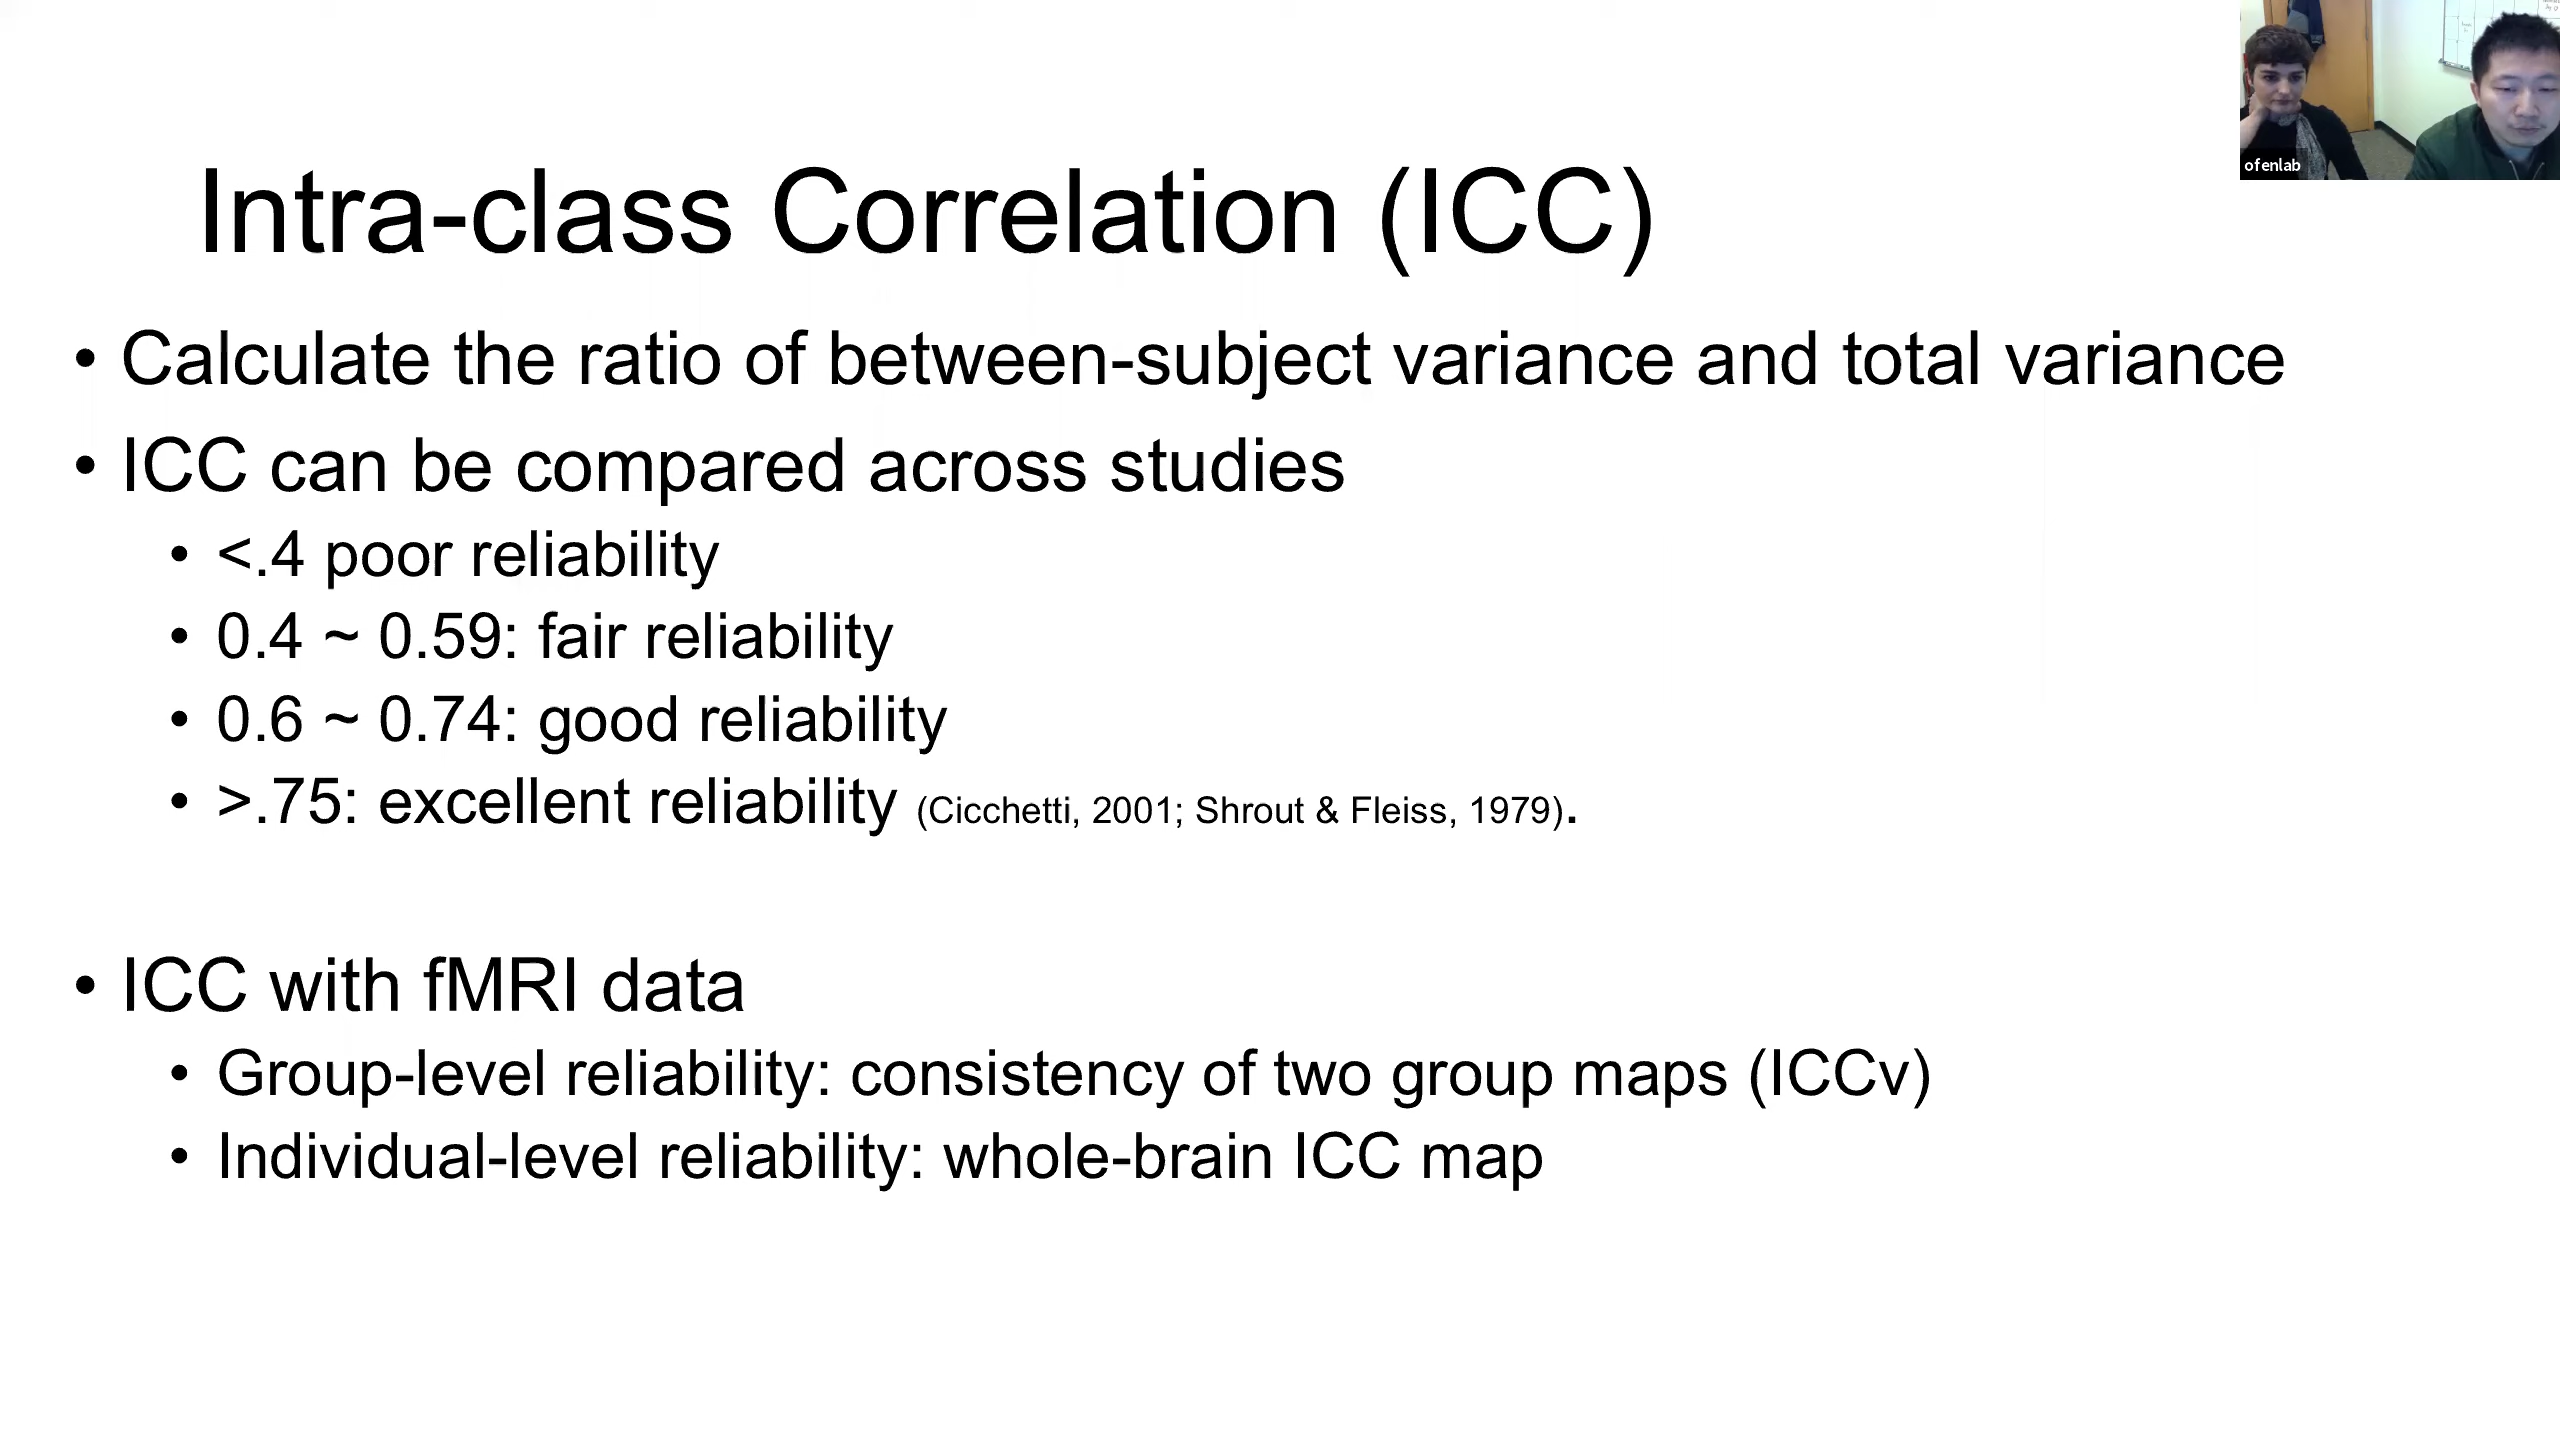 ofenlab
Intra-class Correlation (ICC)
• Calculate the ratio of between-subject variance and total variance
• ICC can be compared across studies
• <.4 poor reliability
• 0.4 ~ 0.59: fair reliability
• 0.6 ~ 0.74: good reliability
• >.75: excellent reliability (Cicchetti, 2001; Shrout & Fleiss, 1979).
• ICC with fMRI data
• Group-level reliability: consistency of two group maps (ICCv)
• Individual-level reliability: whole-brain ICC map